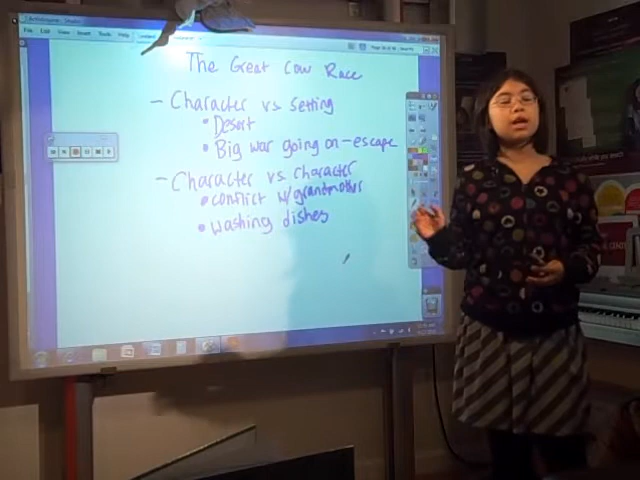 The Great Cow Race
- Character vs Setting
• Desert
• Big war going on - escape
- Character vs character
• conflict w/grandmother
• washing dishes